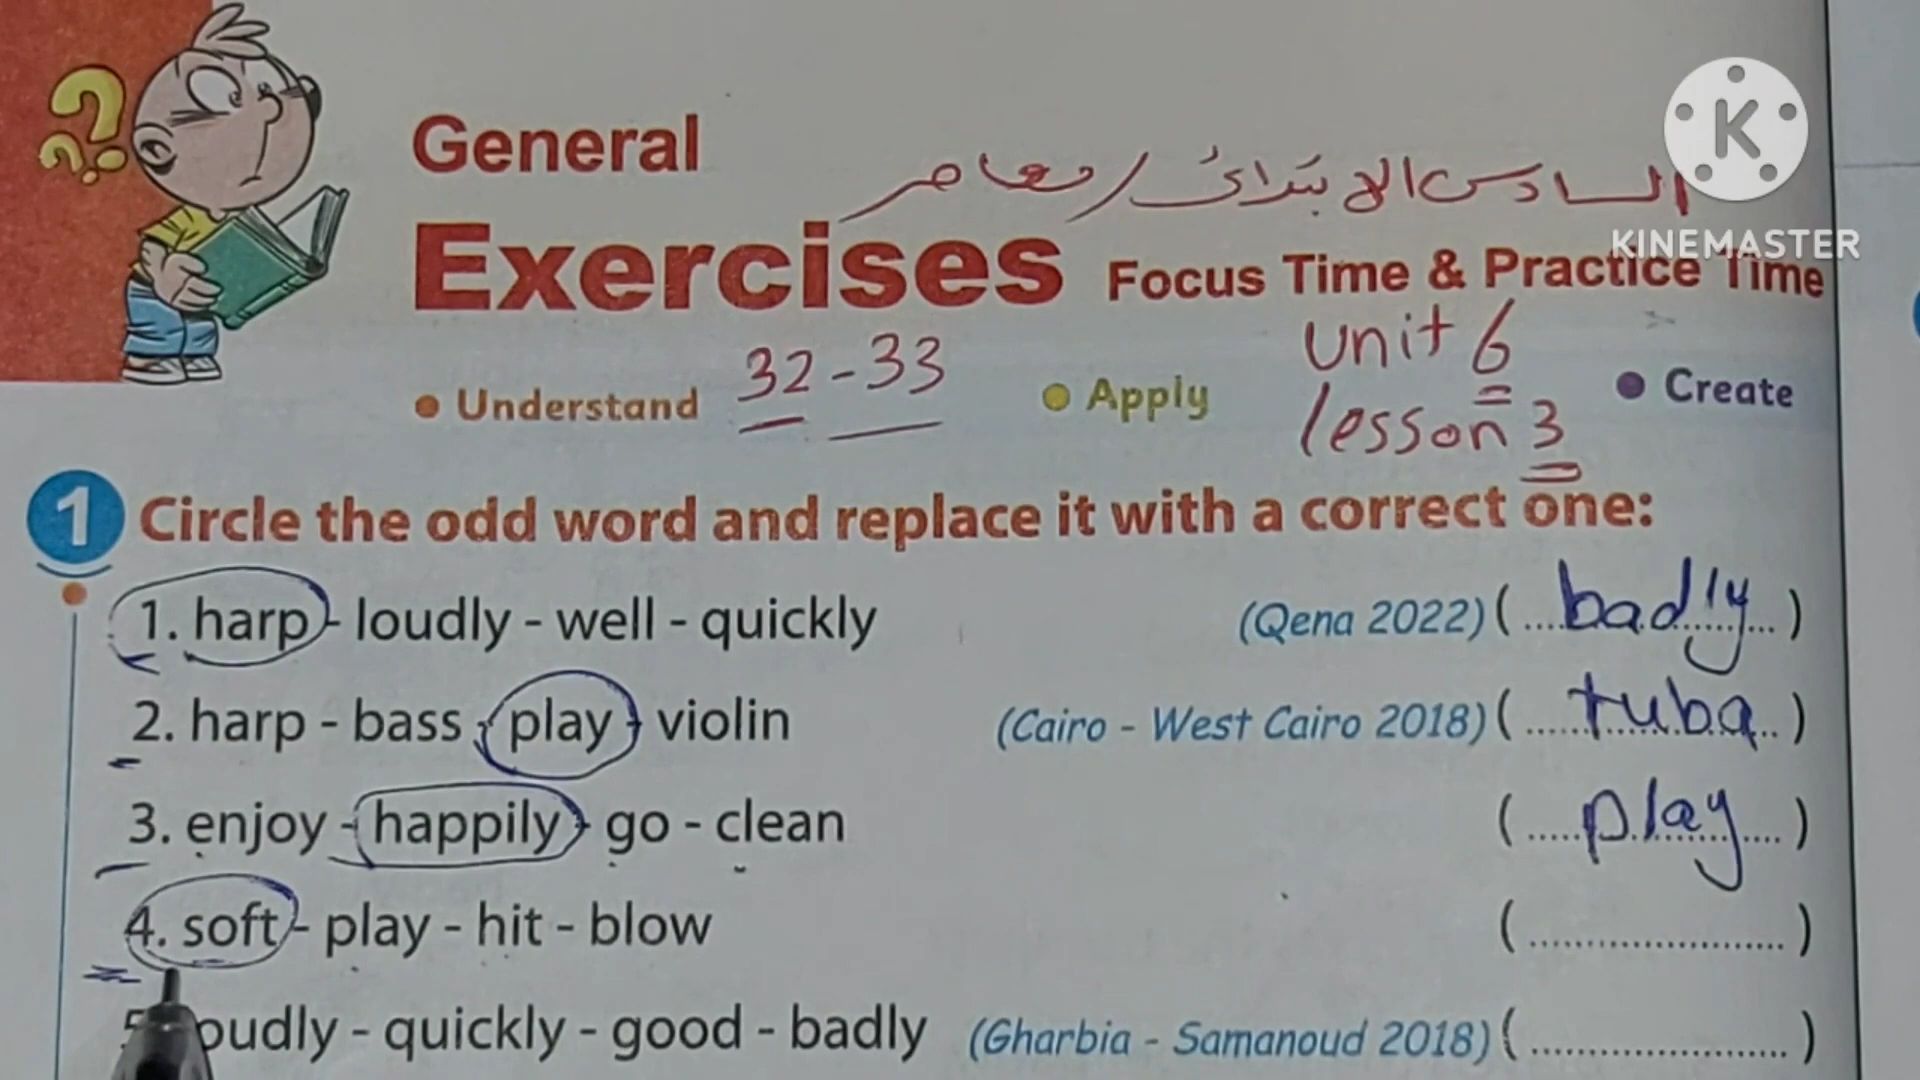 General
السادس الابتدائى / معاصر
K
KINEMASTER
Exercises Focus Time & Practice Time
Unit 6
32 - 33
• Understand • Apply • Create
lesson 3
1 Circle the odd word and replace it with a correct one:
1. harp - loudly - well - quickly (Qena 2022) ( badly )
2. harp - bass - play - violin (Cairo - West Cairo 2018) ( tuba )
3. enjoy - happily - go - clean ( play )
4. soft - play - hit - blow (....................)
oudly - quickly - good - badly (Gharbia - Samanoud 2018) (....................)